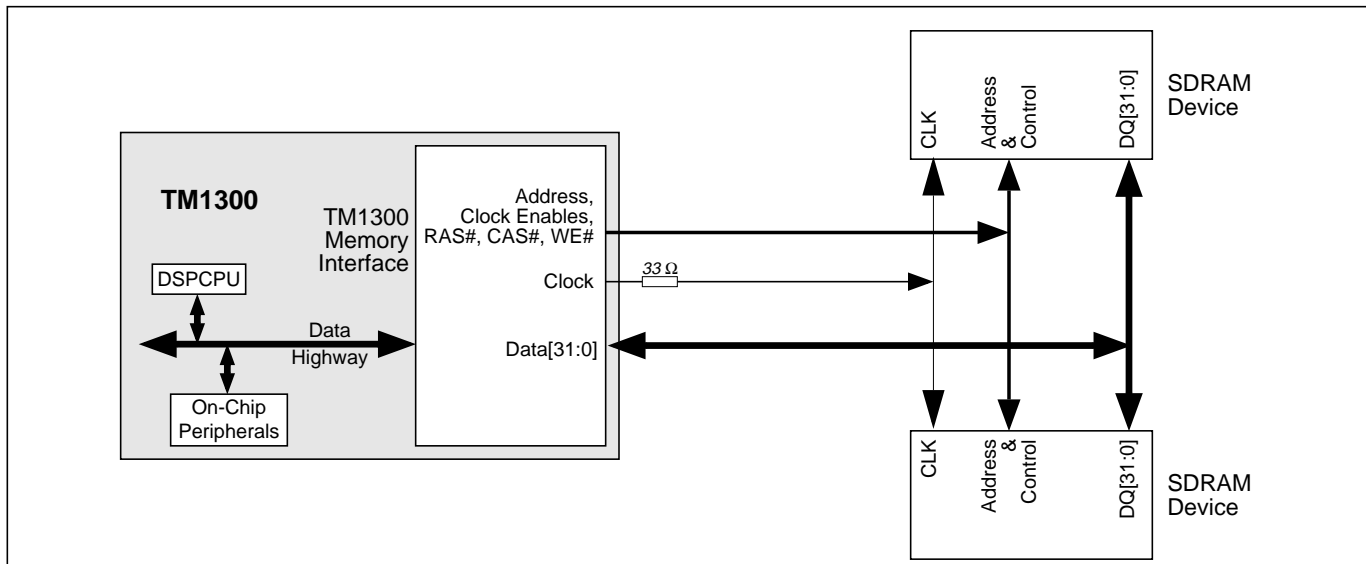 TM1300
DSPCPU
Data
Highway
On-Chip
Peripherals
TM1300
Memory
Interface
Address,
Clock Enables,
RAS#, CAS#, WE#
Clock
33 Ω
Data[31:0]
CLK
Address
&
Control
DQ[31:0]
SDRAM
Device
CLK
Address
&
Control
DQ[31:0]
SDRAM
Device